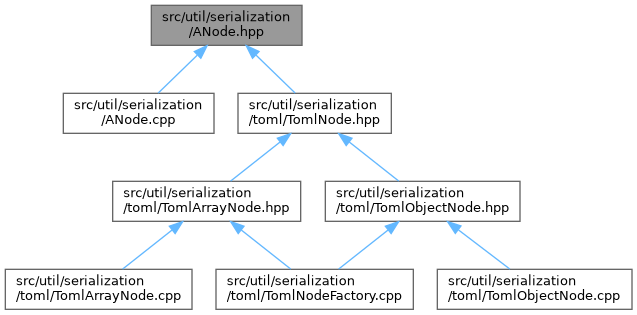 src/util/serialization
/ANode.hpp
src/util/serialization
/ANode.cpp
src/util/serialization
/toml/TomlNode.hpp
src/util/serialization
/toml/TomlArrayNode.hpp
src/util/serialization
/toml/TomlObjectNode.hpp
src/util/serialization
/toml/TomlArrayNode.cpp
src/util/serialization
/toml/TomlNodeFactory.cpp
src/util/serialization
/toml/TomlObjectNode.cpp